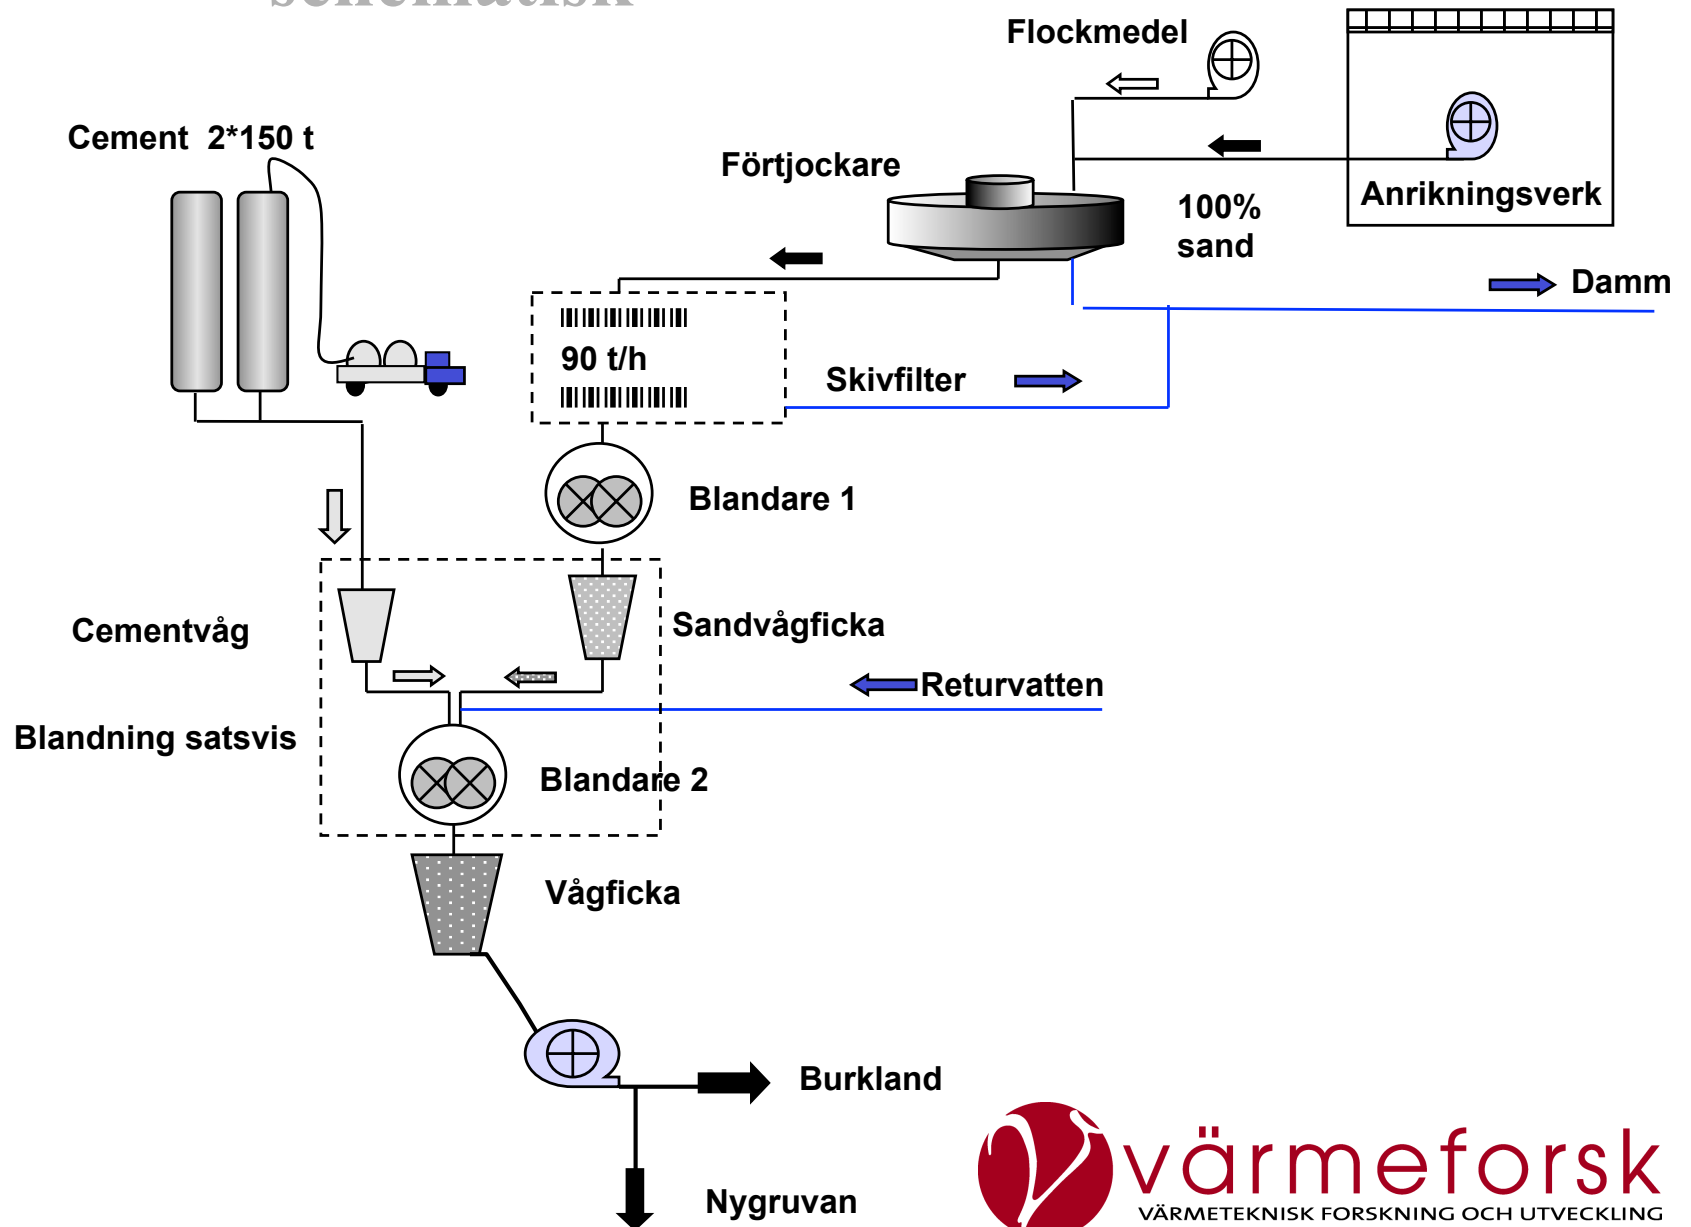 schematisk
Flockmedel
Cement 2*150 t
Förtjockare
Anrikningsverk
100%
sand
Damm
90 t/h
Skivfilter
Blandare 1
Cementvåg
Sandvågficka
Returvatten
Blandning satsvis
Blandare 2
Vågficka
Burkland
Nygruvan
värmeforsk
VÄRMETEKNISK FORSKNING OCH UTVECKLING